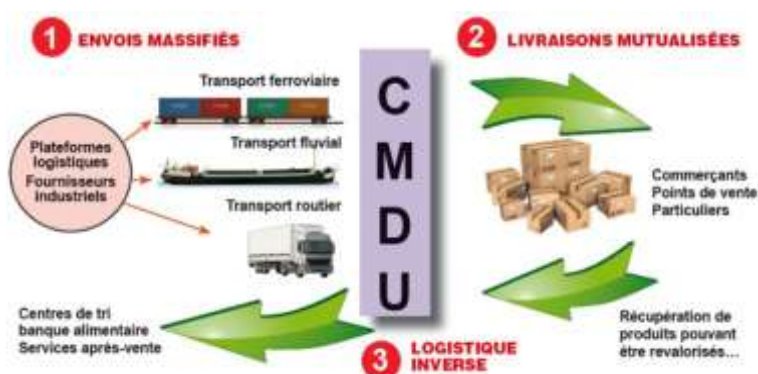 1 ENVOIS MASSIFIÉS
Plateformes
logistiques
Fournisseurs
Industriels
Transport ferroviaire
Transport fluvial
Transport routier
C
M
D
U
2 LIVRAISONS MUTUALISÉES
Commerçants
Points de vente
Particuliers
Récupération de
produits pouvant
être revalorisés...
3 LOGISTIQUE
INVERSE
Centres de tri
banque alimentaire
Services après-vente